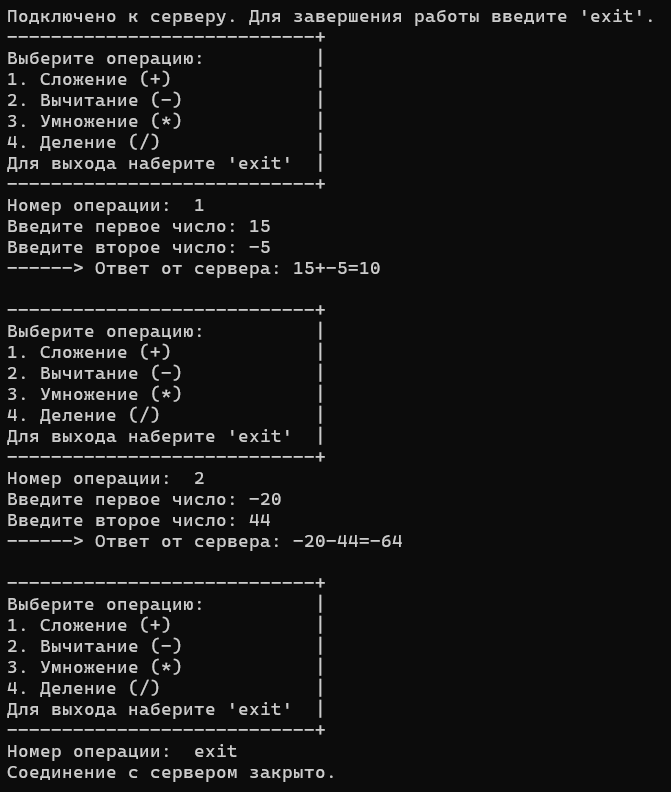 Подключено к серверу. Для завершения работы введите 'exit'.
----------------------------+
Выберите операцию:          |
1. Сложение (+)             |
2. Вычитание (-)            |
3. Умножение (*)            |
4. Деление (/)              |
Для выхода наберите 'exit'  |
----------------------------+
Номер операции:  1
Введите первое число: 15
Введите второе число: -5
------> Ответ от сервера: 15+-5=10

----------------------------+
Выберите операцию:          |
1. Сложение (+)             |
2. Вычитание (-)            |
3. Умножение (*)            |
4. Деление (/)              |
Для выхода наберите 'exit'  |
----------------------------+
Номер операции:  2
Введите первое число: -20
Введите второе число: 44
------> Ответ от сервера: -20-44=-64

----------------------------+
Выберите операцию:          |
1. Сложение (+)             |
2. Вычитание (-)            |
3. Умножение (*)            |
4. Деление (/)              |
Для выхода наберите 'exit'  |
----------------------------+
Номер операции:  exit
Соединение с сервером закрыто.